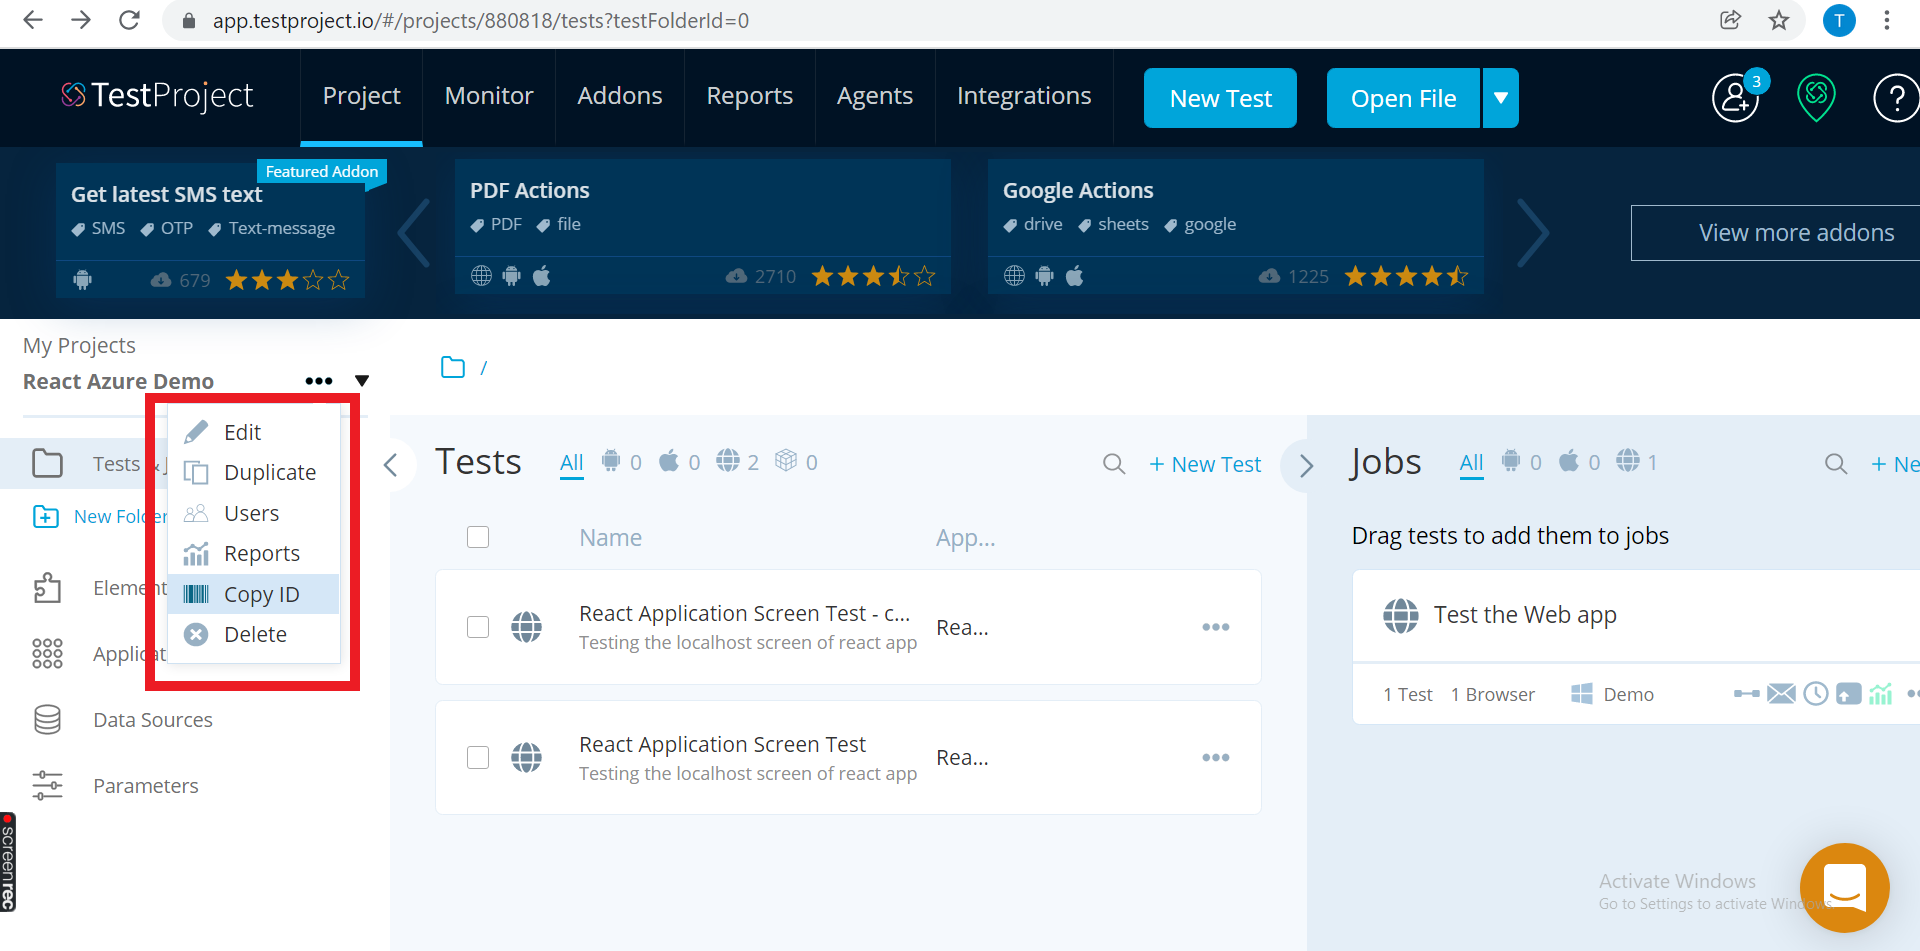 app.testproject.io/#/projects/880818/tests?testFolderId=0
T
TestProject
Project
Monitor
Addons
Reports
Agents
Integrations
New Test
Open File
3
?
Featured Addon
Get latest SMS text
SMS OTP Text-message
679
PDF Actions
PDF file
2710
Google Actions
drive sheets google
1225
View more addons
My Projects
React Azure Demo
Edit
Duplicate
Users
Reports
Copy ID
Delete
Tests & J
New Folder
Element
Applicat
Data Sources
Parameters
screenrec
/
Tests
All 0 0 2 0
+ New Test
Name
App...
React Application Screen Test - c...
Testing the localhost screen of react app
Rea...
React Application Screen Test
Testing the localhost screen of react app
Rea...
Jobs
All 0 0 1
+ Ne
Drag tests to add them to jobs
Test the Web app
1 Test 1 Browser Demo
Activate Windows
Go to Settings to activate Windows.